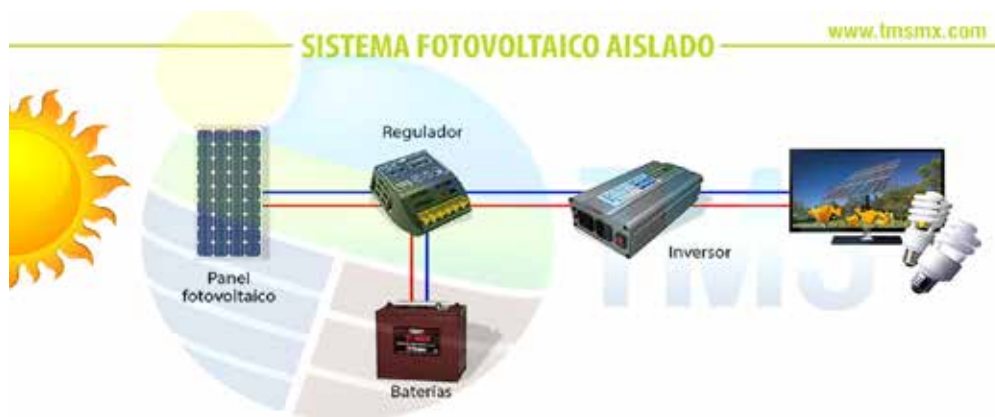 www.tmsmx.com
SISTEMA FOTOVOLTAICO AISLADO
Regulador
Panel
fotovoltaico
Inversor
Baterías
TMS